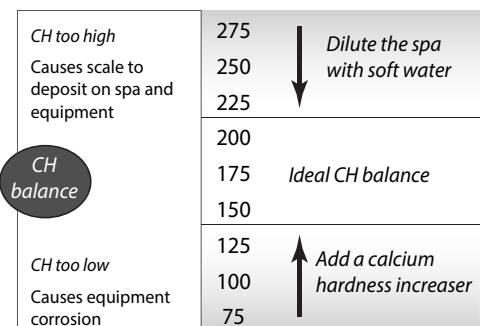 CH too high
Causes scale to
deposit on spa and
equipment
CH
balance
CH too low
Causes equipment
corrosion
275
250
225
200
175
150
125
100
75
Dilute the spa
with soft water
Ideal CH balance
Add a calcium
hardness increaser